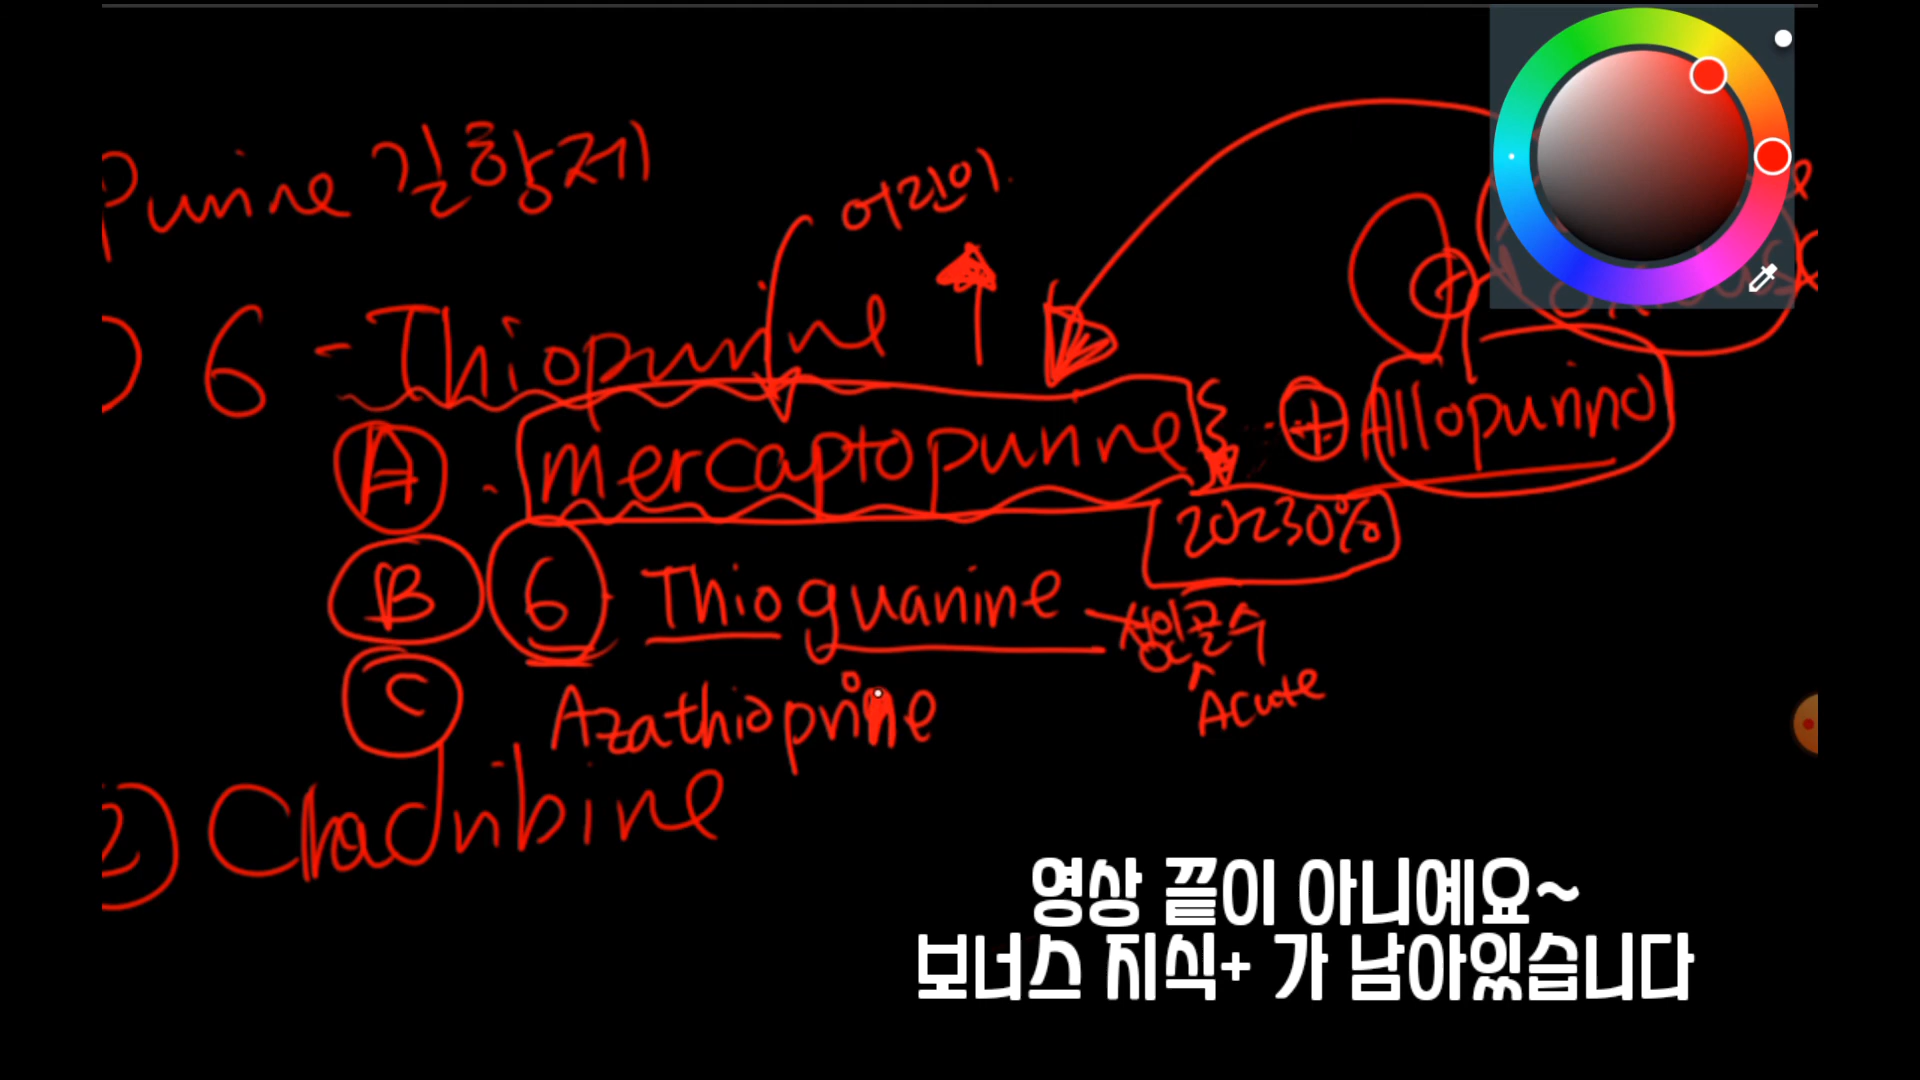 Purine 길항제
어린이
6 - Thiopurine
A mercaptopurine + Allopurino
20~30%
B 6 Thioguanine 성인 골수
Acute
C Azathioprine
2) Cladribine
영상 끝이 아니예요~
보너스 지식+ 가 남아있습니다